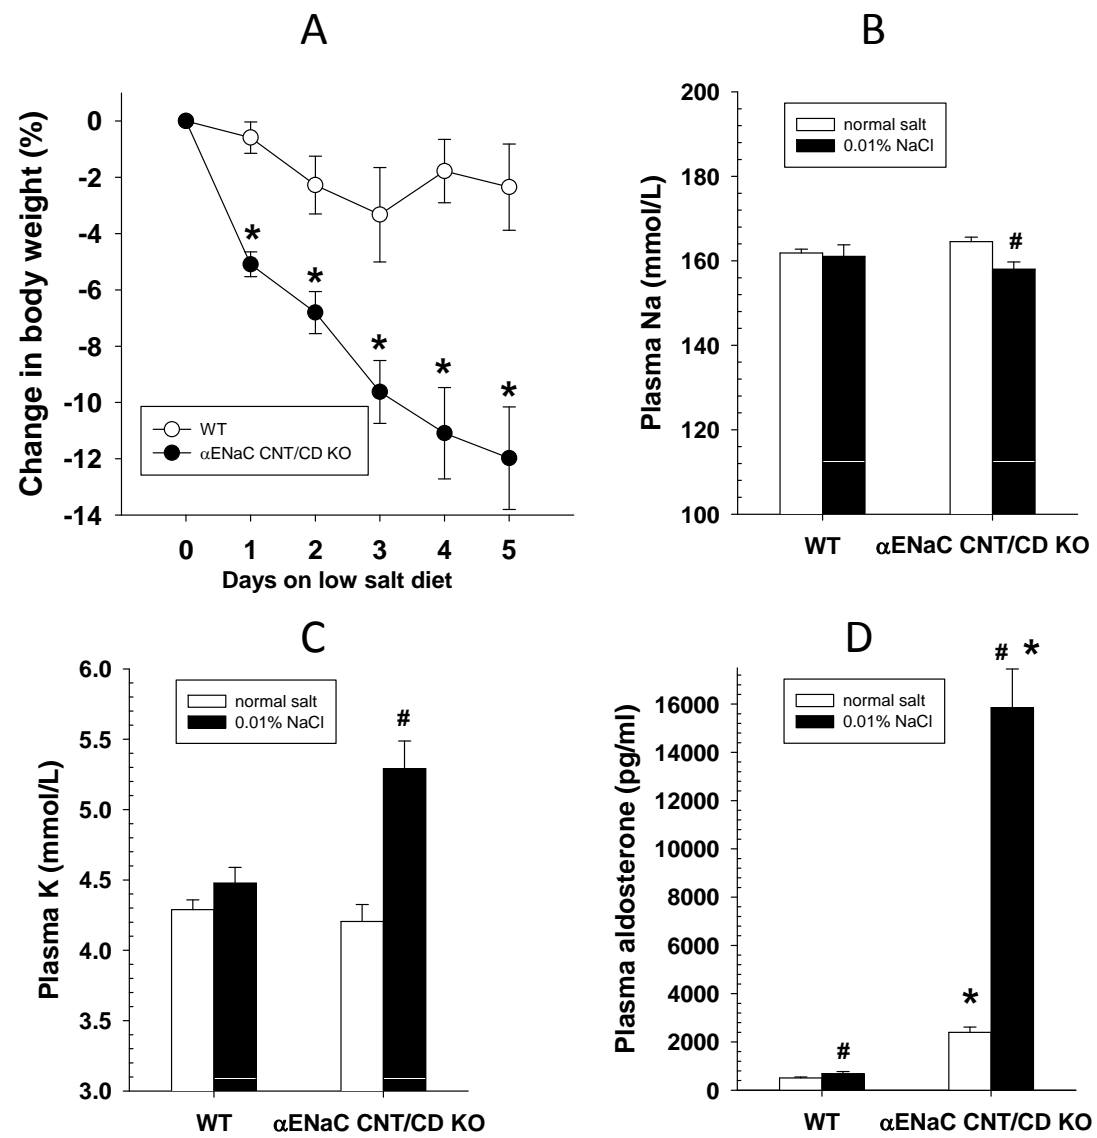 A
Change in body weight (%)
0
-2
-4
-6
-8
-10
-12
-14
*
*
*
*
*
WT
αENaC CNT/CD KO
0 1 2 3 4 5
Days on low salt diet
B
Plasma Na (mmol/L)
200
180
160
140
120
100
normal salt
0.01% NaCl
#
WT αENaC CNT/CD KO
C
Plasma K (mmol/L)
6.0
5.5
5.0
4.5
4.0
3.5
3.0
normal salt
0.01% NaCl
#
WT αENaC CNT/CD KO
D
Plasma aldosterone (pg/ml)
16000
14000
12000
10000
8000
6000
4000
2000
0
normal salt
0.01% NaCl
# *
*
#
WT αENaC CNT/CD KO